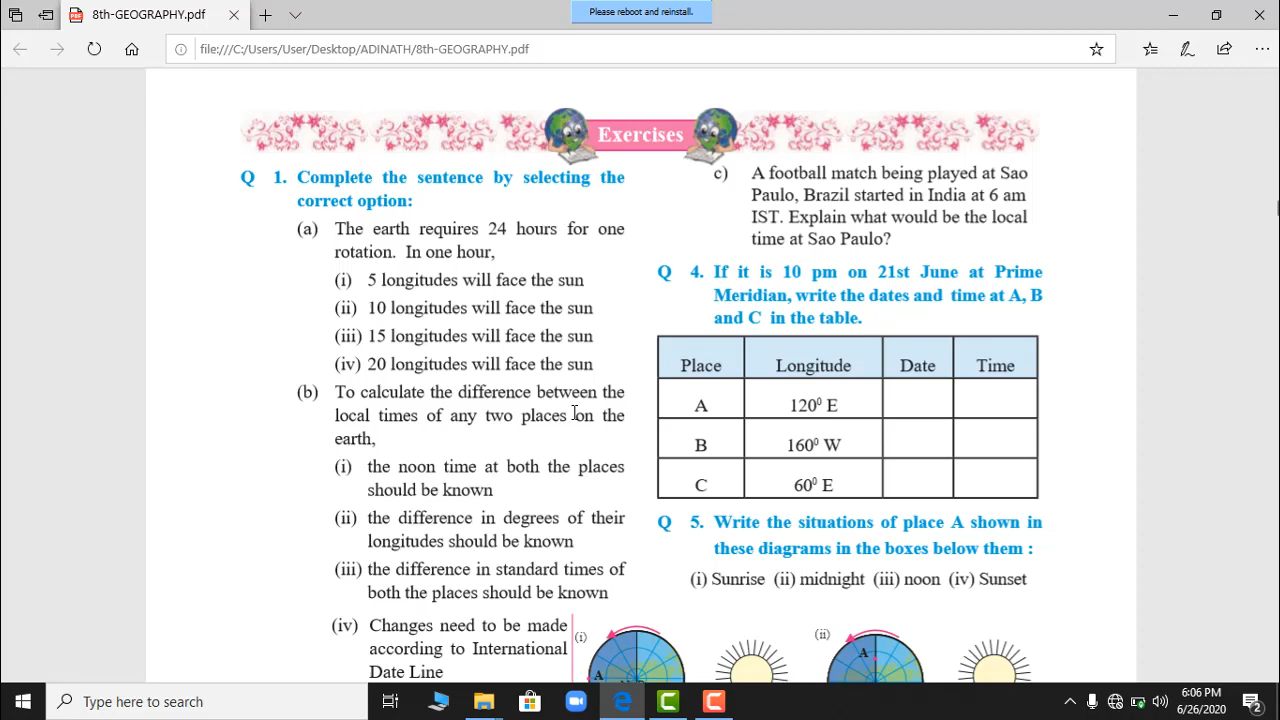 8th-GEOGRAPHY.pdf
Please reboot and reinstall.
file:///C:/Users/User/Desktop/ADINATH/8th-GEOGRAPHY.pdf
Exercises
Q 1. Complete the sentence by selecting the
correct option:
(a) The earth requires 24 hours for one
rotation. In one hour,
(i) 5 longitudes will face the sun
(ii) 10 longitudes will face the sun
(iii) 15 longitudes will face the sun
(iv) 20 longitudes will face the sun
(b) To calculate the difference between the
local times of any two places on the
earth,
(i) the noon time at both the places
should be known
(ii) the difference in degrees of their
longitudes should be known
(iii) the difference in standard times of
both the places should be known
(iv) Changes need to be made
according to International
Date Line
c) A football match being played at Sao
Paulo, Brazil started in India at 6 am
IST. Explain what would be the local
time at Sao Paulo?
Q 4. If it is 10 pm on 21st June at Prime
Meridian, write the dates and time at A, B
and C in the table.
Place Longitude Date Time
A 120⁰ E
B 160⁰ W
C 60⁰ E
Q 5. Write the situations of place A shown in
these diagrams in the boxes below them :
(i) Sunrise (ii) midnight (iii) noon (iv) Sunset
(i)
A
(ii)
A
Type here to search
6:06 PM
6/26/2020
2